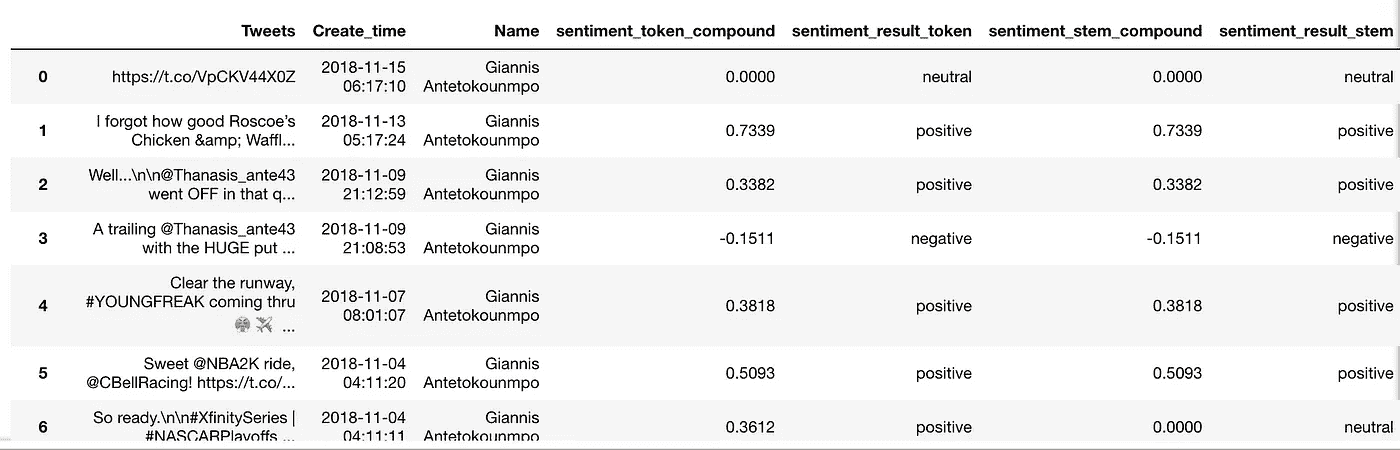 Tweets Create_time Name sentiment_token_compound sentiment_result_token sentiment_stem_compound sentiment_result_stem
0 https://t.co/VpCKV44X0Z 2018-11-15 06:17:10 Giannis Antetokounmpo 0.0000 neutral 0.0000 neutral
1 I forgot how good Roscoe's Chicken &amp; Waffl... 2018-11-13 05:17:24 Giannis Antetokounmpo 0.7339 positive 0.7339 positive
2 Well...\n\n@Thanasis_ante43 went OFF in that q... 2018-11-09 21:12:59 Giannis Antetokounmpo 0.3382 positive 0.3382 positive
3 A trailing @Thanasis_ante43 with the HUGE put ... 2018-11-09 21:08:53 Giannis Antetokounmpo -0.1511 negative -0.1511 negative
4 Clear the runway, #YOUNGFREAK coming thru ✈ ... 2018-11-07 08:01:07 Giannis Antetokounmpo 0.3818 positive 0.3818 positive
5 Sweet @NBA2K ride, @CBellRacing! https://t.co/... 2018-11-04 04:11:20 Giannis Antetokounmpo 0.5093 positive 0.5093 positive
6 So ready.\n\n#XfinitySeries | #NASCARPlayoffs ... 2018-11-04 04:11:11 Giannis Antetokounmpo 0.3612 positive 0.0000 neutral